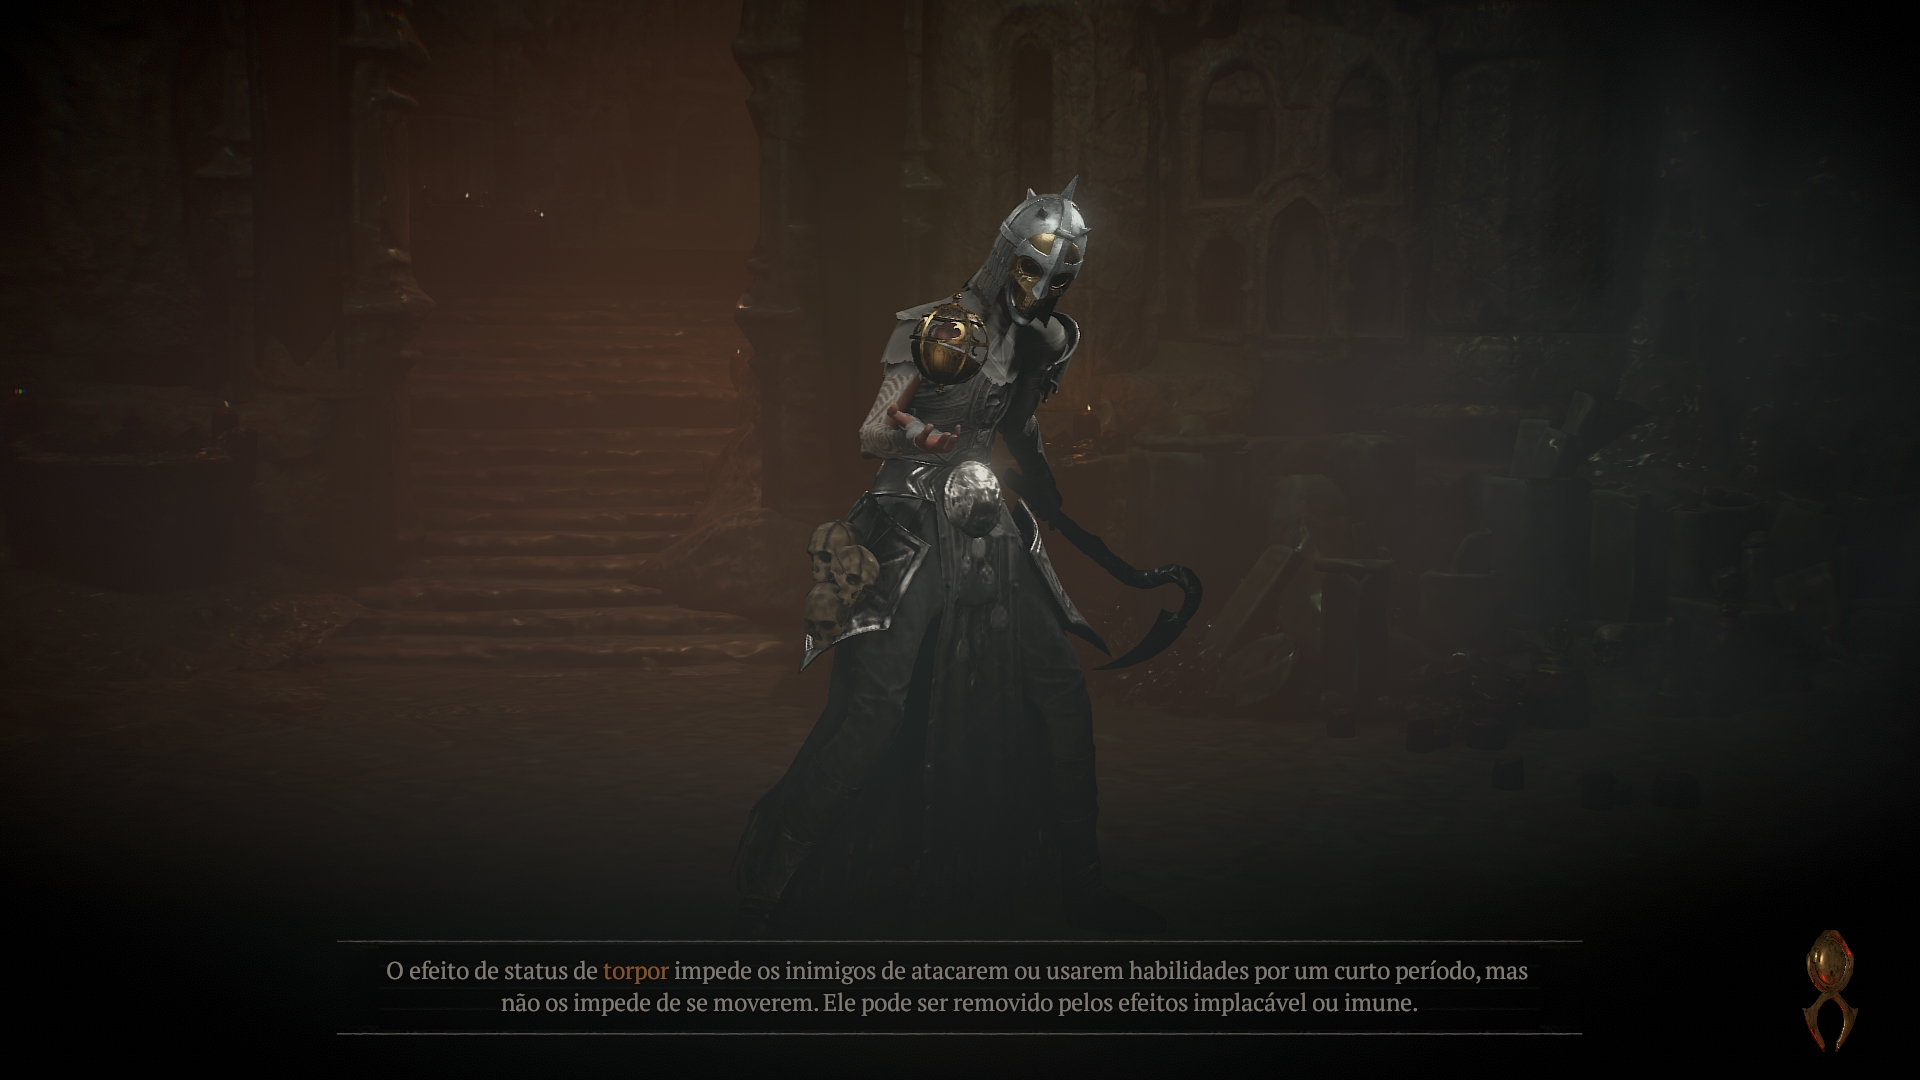 O efeito de status de torpor impede os inimigos de atacarem ou usarem habilidades por um curto período, mas
não os impede de se moverem. Ele pode ser removido pelos efeitos implacável ou imune.